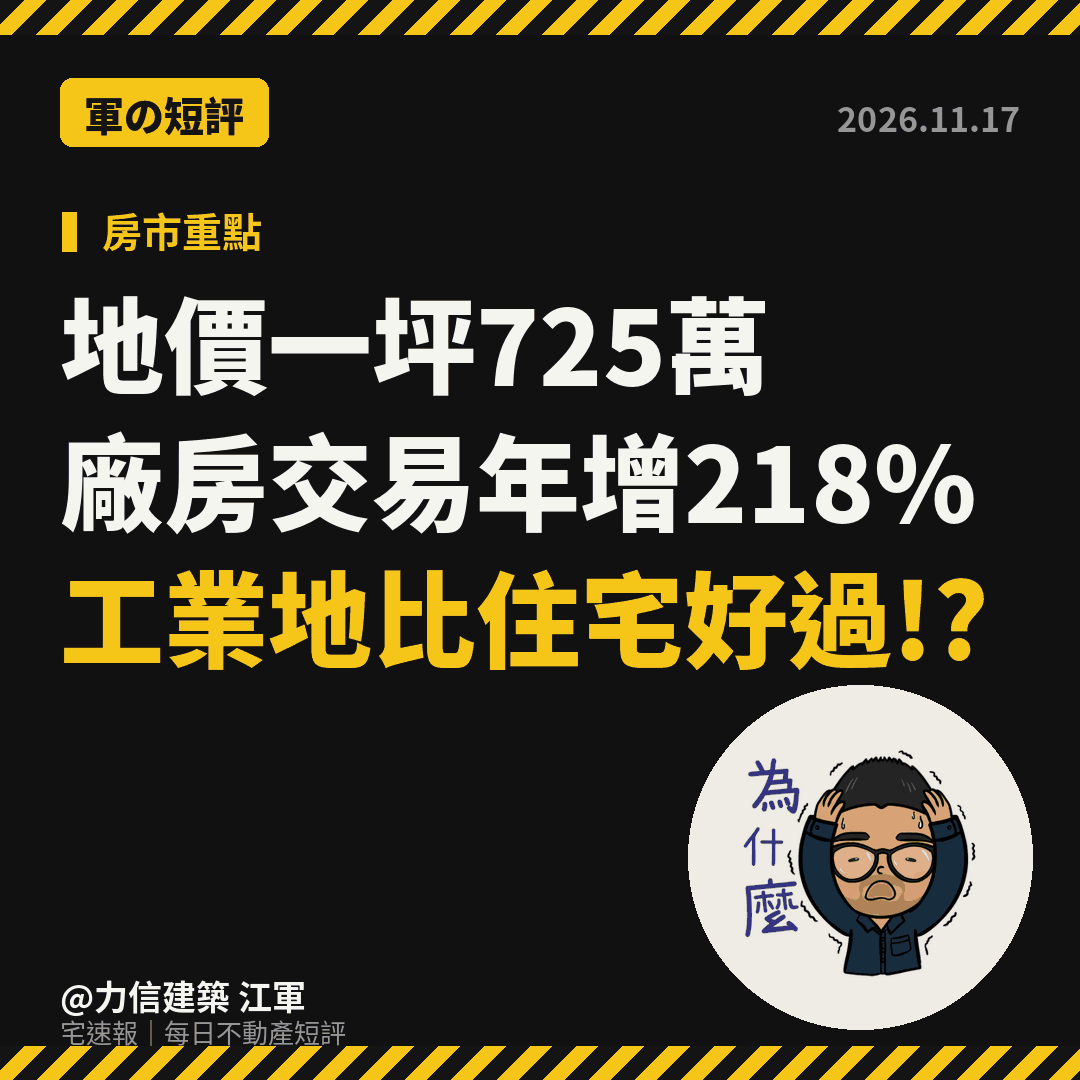 軍の短評
2026.11.17
房市重點
地價一坪725萬
廠房交易年增218%
工業地比住宅好過!?
為
什
麼
@力信建築 江軍
宅速報｜每日不動產短評